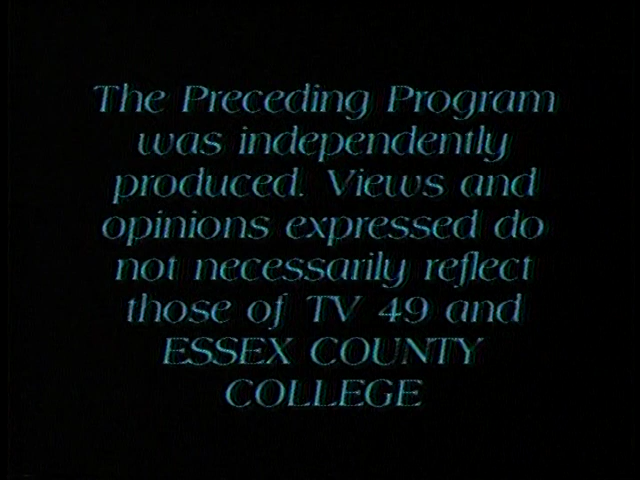 The Preceding Program
was independently
produced. Views and
opinions expressed do
not necessarily reflect
those of TV 49 and
ESSEX COUNTY
COLLEGE